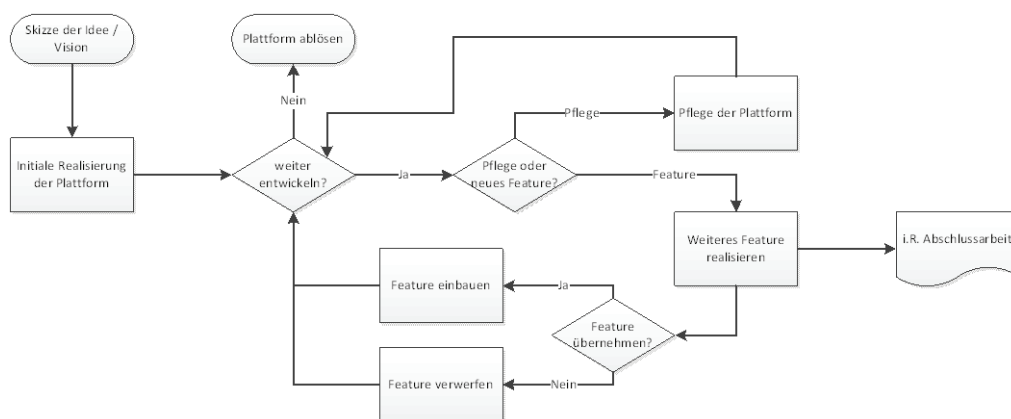 Skizze der Idee /
Vision
Plattform ablösen
Nein
Pflege
Pflege der Plattform
Initiale Realisierung
der Plattform
weiter
entwickeln?
Ja
Pflege oder
neues Feature?
Feature
Weiteres Feature
realisieren
i.R. Abschlussarbeit
Feature einbauen
Ja
Feature
übernehmen?
Feature verwerfen
Nein